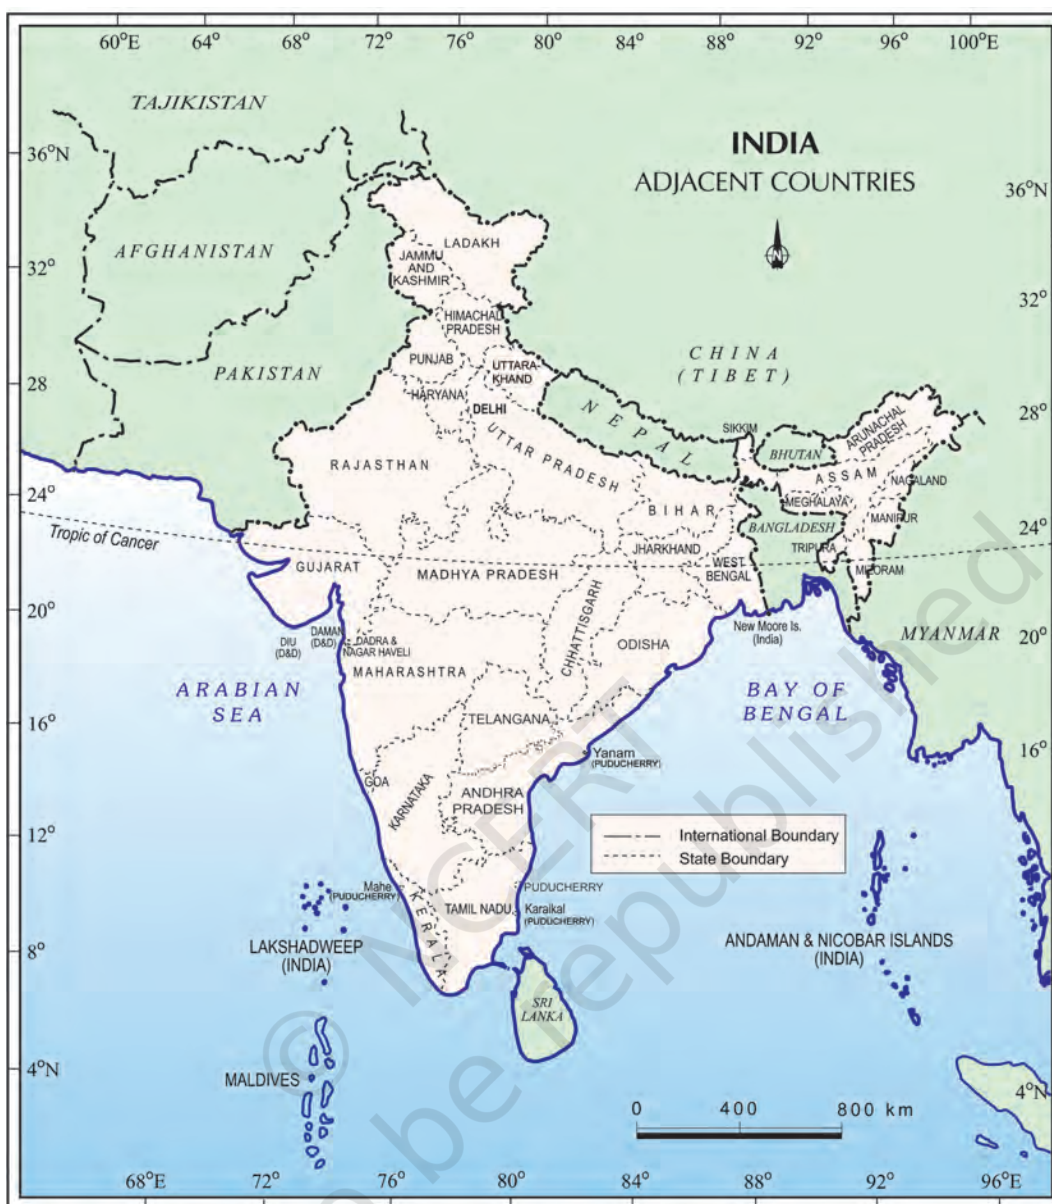 60°E 64° 68° 72° 76° 80° 84° 88° 92° 96° 100°E
TAJIKISTAN
INDIA
ADJACENT COUNTRIES
36°N
36°N
AFGHANISTAN
LADAKH
JAMMU
AND
KASHMIR
N
32°
32°
HIMACHAL
PRADESH
PAKISTAN
PUNJAB
UTTARA-
KHAND
CHINA
(TIBET)
28°
28°
HARYANA
DELHI
NEPAL
SIKKIM
BHUTAN
ARUNACHAL
PRADESH
RAJASTHAN
UTTAR PRADESH
ASSAM
NAGALAND
24°
24°
BIHAR
MEGHALAYA
MANIPUR
BANGLADESH
Tropic of Cancer
GUJARAT
MADHYA PRADESH
JHARKHAND
WEST
BENGAL
TRIPURA
MIZORAM
20°
20°
DIU
(D&D)
DAMAN
(D&D)
DADRA &
NAGAR HAVELI
MAHARASHTRA
CHHATTISGARH
ODISHA
New Moore Is.
(India)
MYANMAR
ARABIAN
SEA
BAY OF
BENGAL
16°
16°
TELANGANA
Yanam
(PUDUCHERRY)
GOA
KARNATAKA
ANDHRA
PRADESH
12°
12°
International Boundary
State Boundary
Mahe
(PUDUCHERRY)
KERALA
TAMIL NADU
PUDUCHERRY
Karaikal
(PUDUCHERRY)
8°
8°
LAKSHADWEEP
(INDIA)
ANDAMAN & NICOBAR ISLANDS
(INDIA)
SRI
LANKA
4°N
4°N
MALDIVES
0 400 800 km
68°E 72° 76° 80° 84° 88° 92° 96°E
© NCERT
be republished